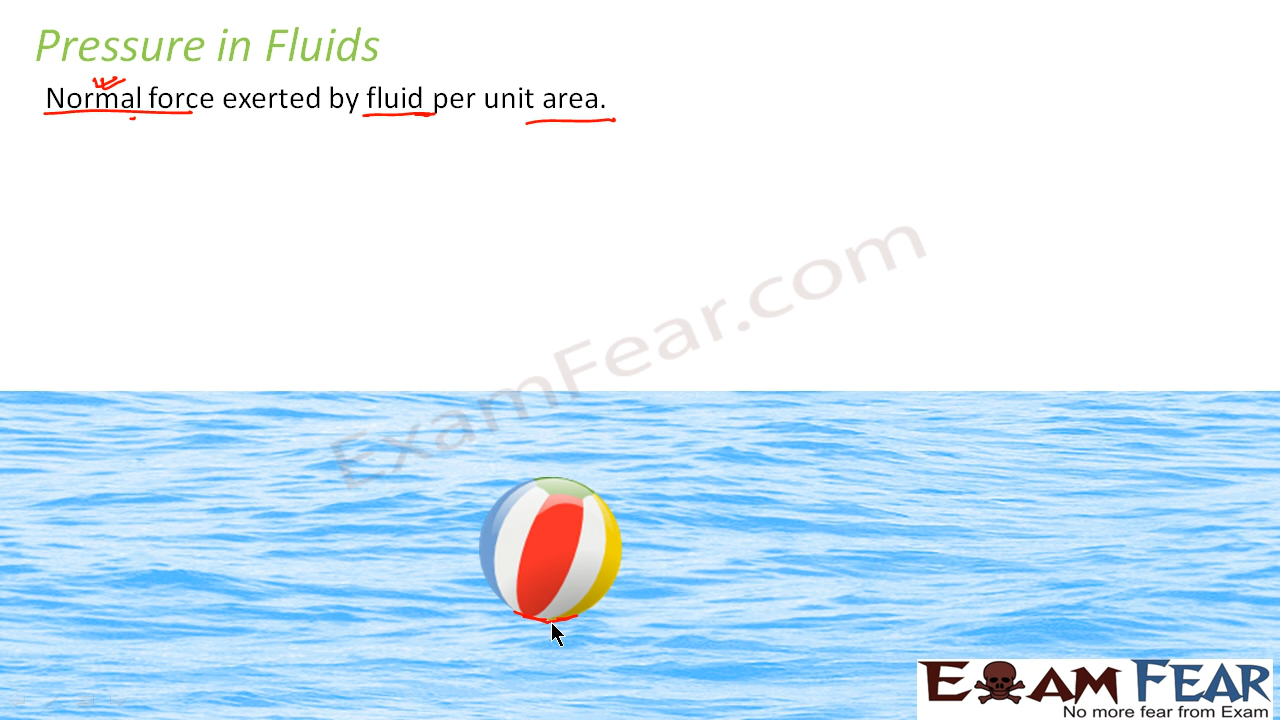 Pressure in Fluids
Normal force exerted by fluid per unit area.
ExamFear.com
EXAM FEAR
No more fear from Exam